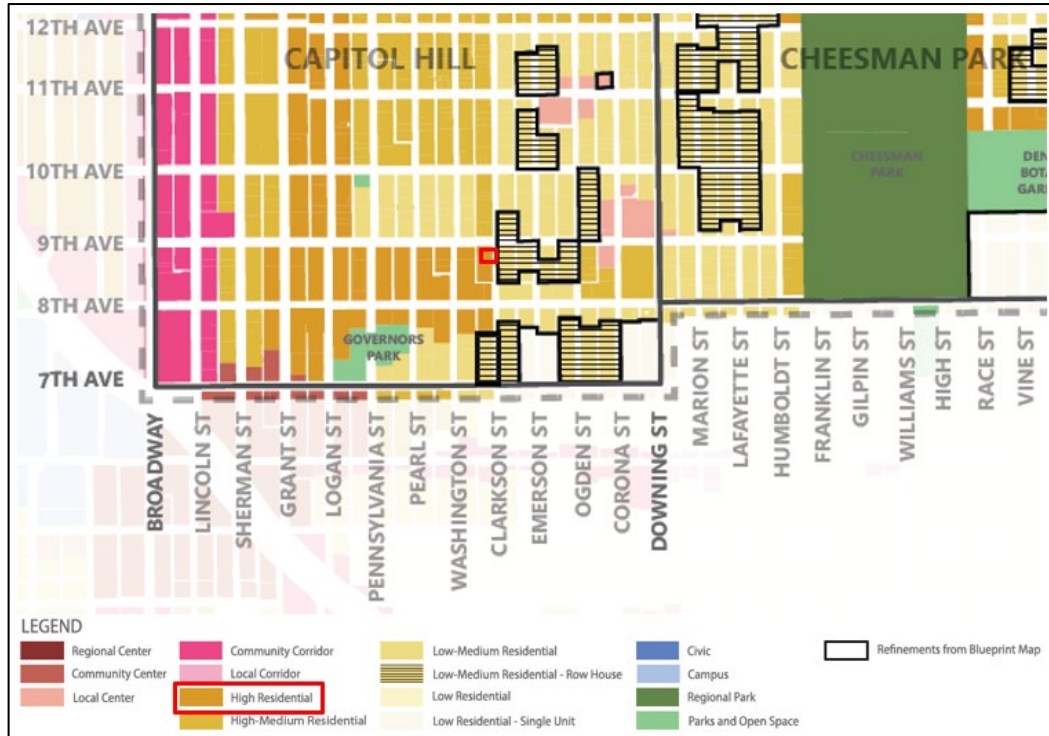 12TH AVE
CAPITOL HILL
CHEESMAN PARK
11TH AVE
10TH AVE
CHEESMAN
PARK
DEN
BOTA
GARI
9TH AVE
8TH AVE
GOVERNORS
PARK
7TH AVE
BROADWAY
LINCOLN ST
SHERMAN ST
GRANT ST
LOGAN ST
PENNSYLVANIA ST
PEARL ST
WASHINGTON ST
CLARKSON ST
EMERSON ST
OGDEN ST
CORONA ST
DOWNING ST
MARION ST
LAFAYETTE ST
HUMBOLDT ST
FRANKLIN ST
GILPIN ST
WILLIAMS ST
HIGH ST
RACE ST
VINE ST
LEGEND
Regional Center
Community Center
Local Center
Community Corridor
Local Corridor
High Residential
High-Medium Residential
Low-Medium Residential
Low-Medium Residential - Row House
Low Residential
Low Residential - Single Unit
Civic
Campus
Regional Park
Parks and Open Space
Refinements from Blueprint Map